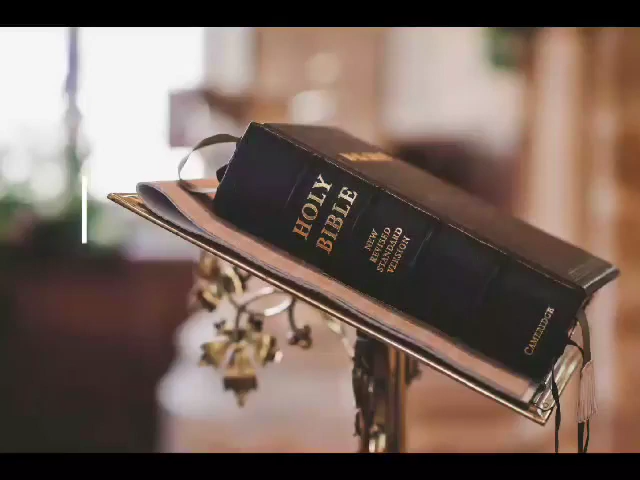 HOLY
BIBLE
NEW
REVISED
STANDARD
VERSION
CAMBRIDGE